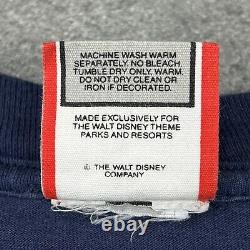 MACHINE WASH WARM
SEPARATELY. NO BLEACH.
TUMBLE DRY ONLY. WARM.
DO NOT DRY CLEAN OR
IRON IF DECORATED.
MADE EXCLUSIVELY FOR
THE WALT DISNEY THEME
PARKS AND RESORTS
© THE WALT DISNEY
COMPANY